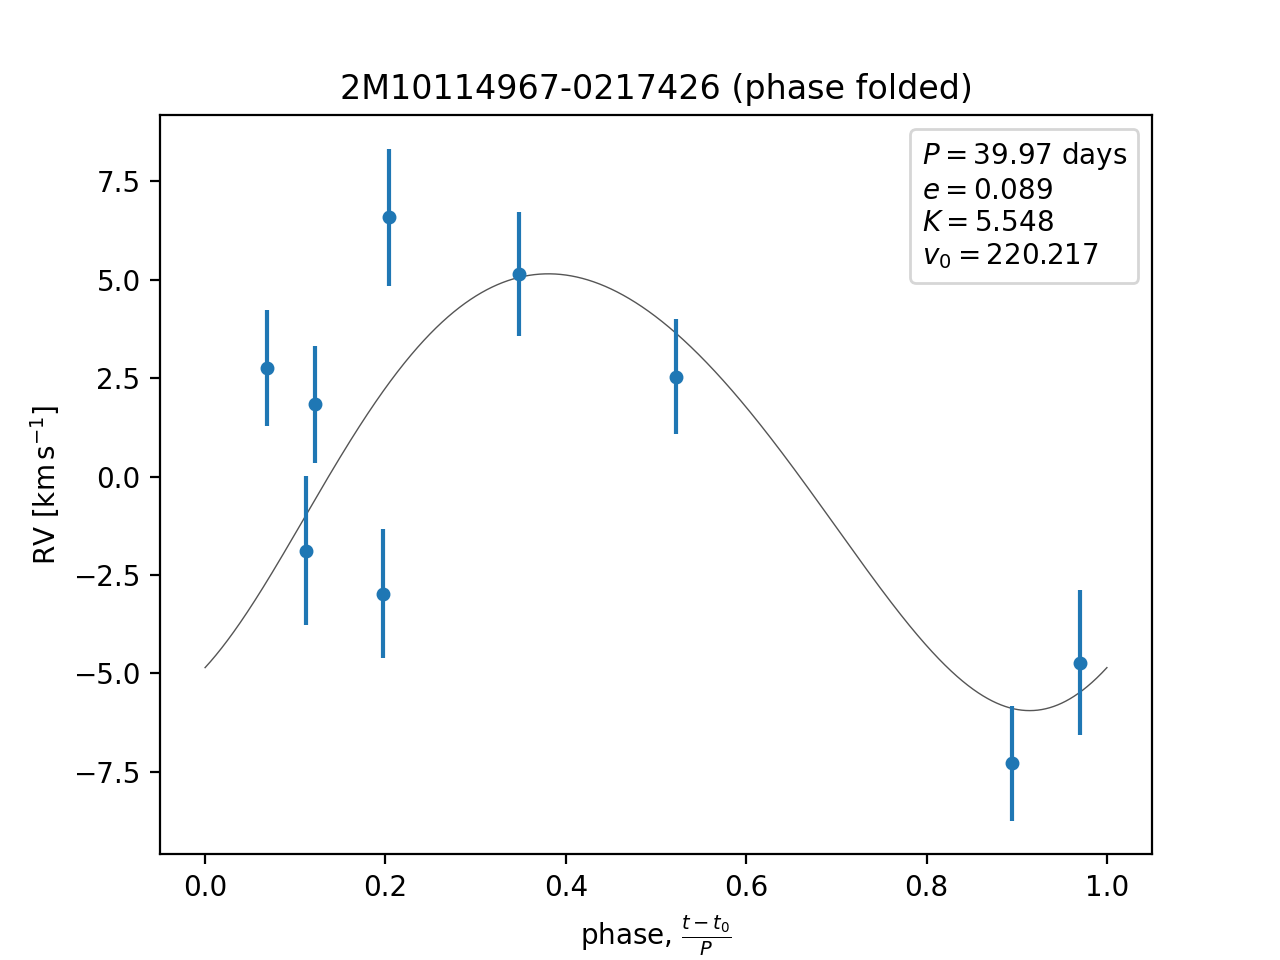 2M10114967-0217426 (phase folded)
P = 39.97 days
e = 0.089
K = 5.548
v₀ = 220.217
RV [km s⁻¹]
7.5
5.0
2.5
0.0
−2.5
−5.0
−7.5
0.0 0.2 0.4 0.6 0.8 1.0
phase, (t − t₀)/P